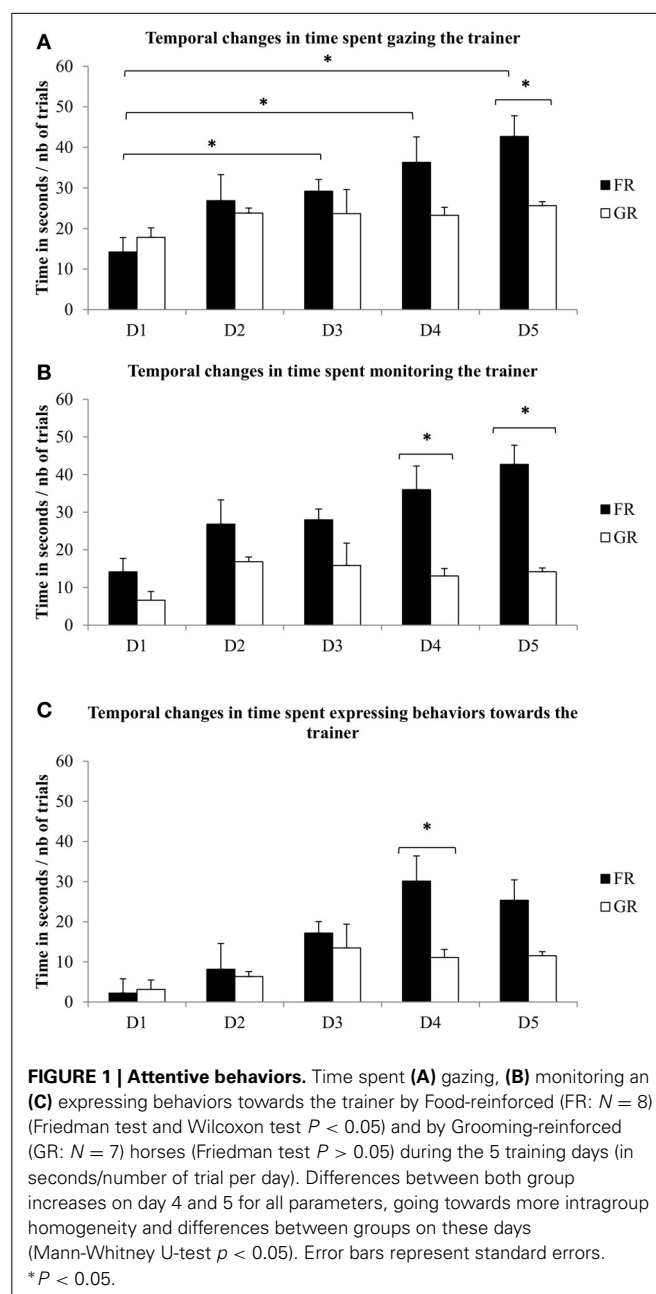 A
Temporal changes in time spent gazing the trainer
60
50
40
30
20
10
0
Time in seconds / nb of trials
*
*
*
*
FR
GR
D1 D2 D3 D4 D5
B
Temporal changes in time spent monitoring the trainer
60
50
40
30
20
10
0
Time in seconds / nb of trials
*
*
FR
GR
D1 D2 D3 D4 D5
C
Temporal changes in time spent expressing behaviors towards the
trainer
60
50
40
30
20
10
0
Time in seconds / nb of trials
*
FR
GR
D1 D2 D3 D4 D5
FIGURE 1 | Attentive behaviors. Time spent (A) gazing, (B) monitoring an
(C) expressing behaviors towards the trainer by Food-reinforced (FR: N = 8)
(Friedman test and Wilcoxon test P < 0.05) and by Grooming-reinforced
(GR: N = 7) horses (Friedman test P > 0.05) during the 5 training days (in
seconds/number of trial per day). Differences between both group
increases on day 4 and 5 for all parameters, going towards more intragroup
homogeneity and differences between groups on these days
(Mann-Whitney U-test p < 0.05). Error bars represent standard errors.
*P < 0.05.